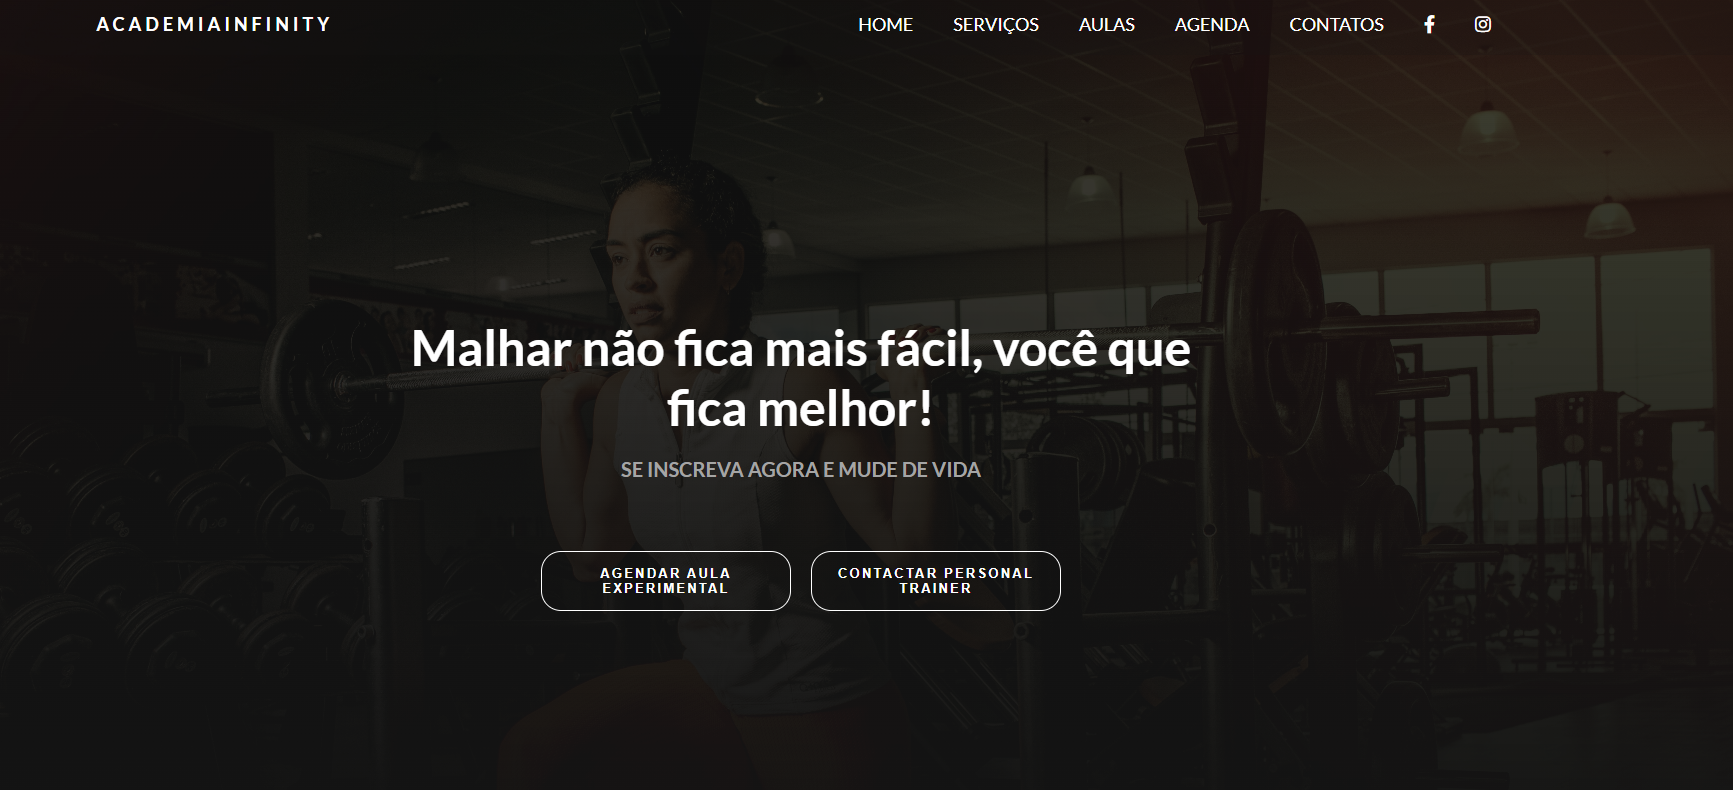 ACADEMIAINFINITY
HOME SERVIÇOS AULAS AGENDA CONTATOS
Malhar não fica mais fácil, você que
fica melhor!
SE INSCREVA AGORA E MUDE DE VIDA
AGENDAR AULA
EXPERIMENTAL
CONTACTAR PERSONAL
TRAINER